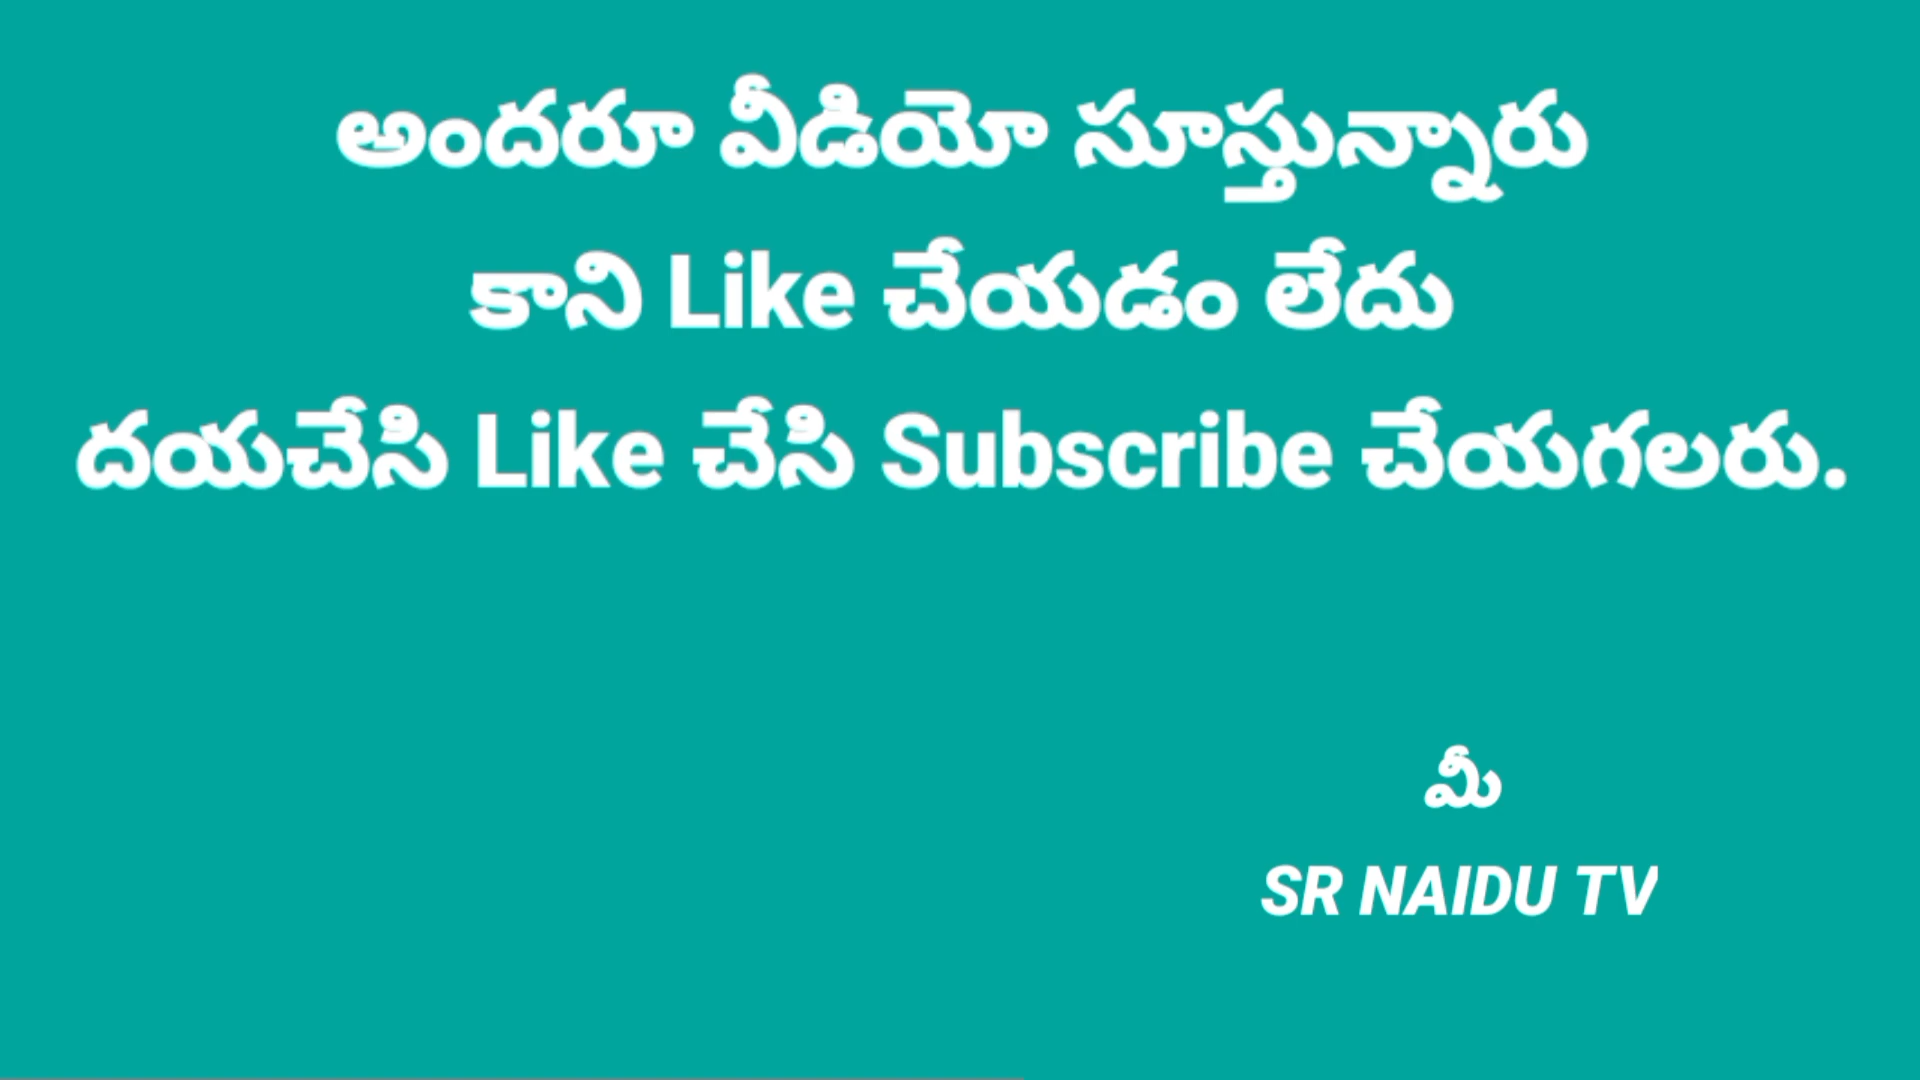 అందరూ వీడియో సూస్తున్నారు
కాని Like చేయడం లేదు
దయచేసి Like చేసి Subscribe చేయగలరు.
మీ
SR NAIDU TV